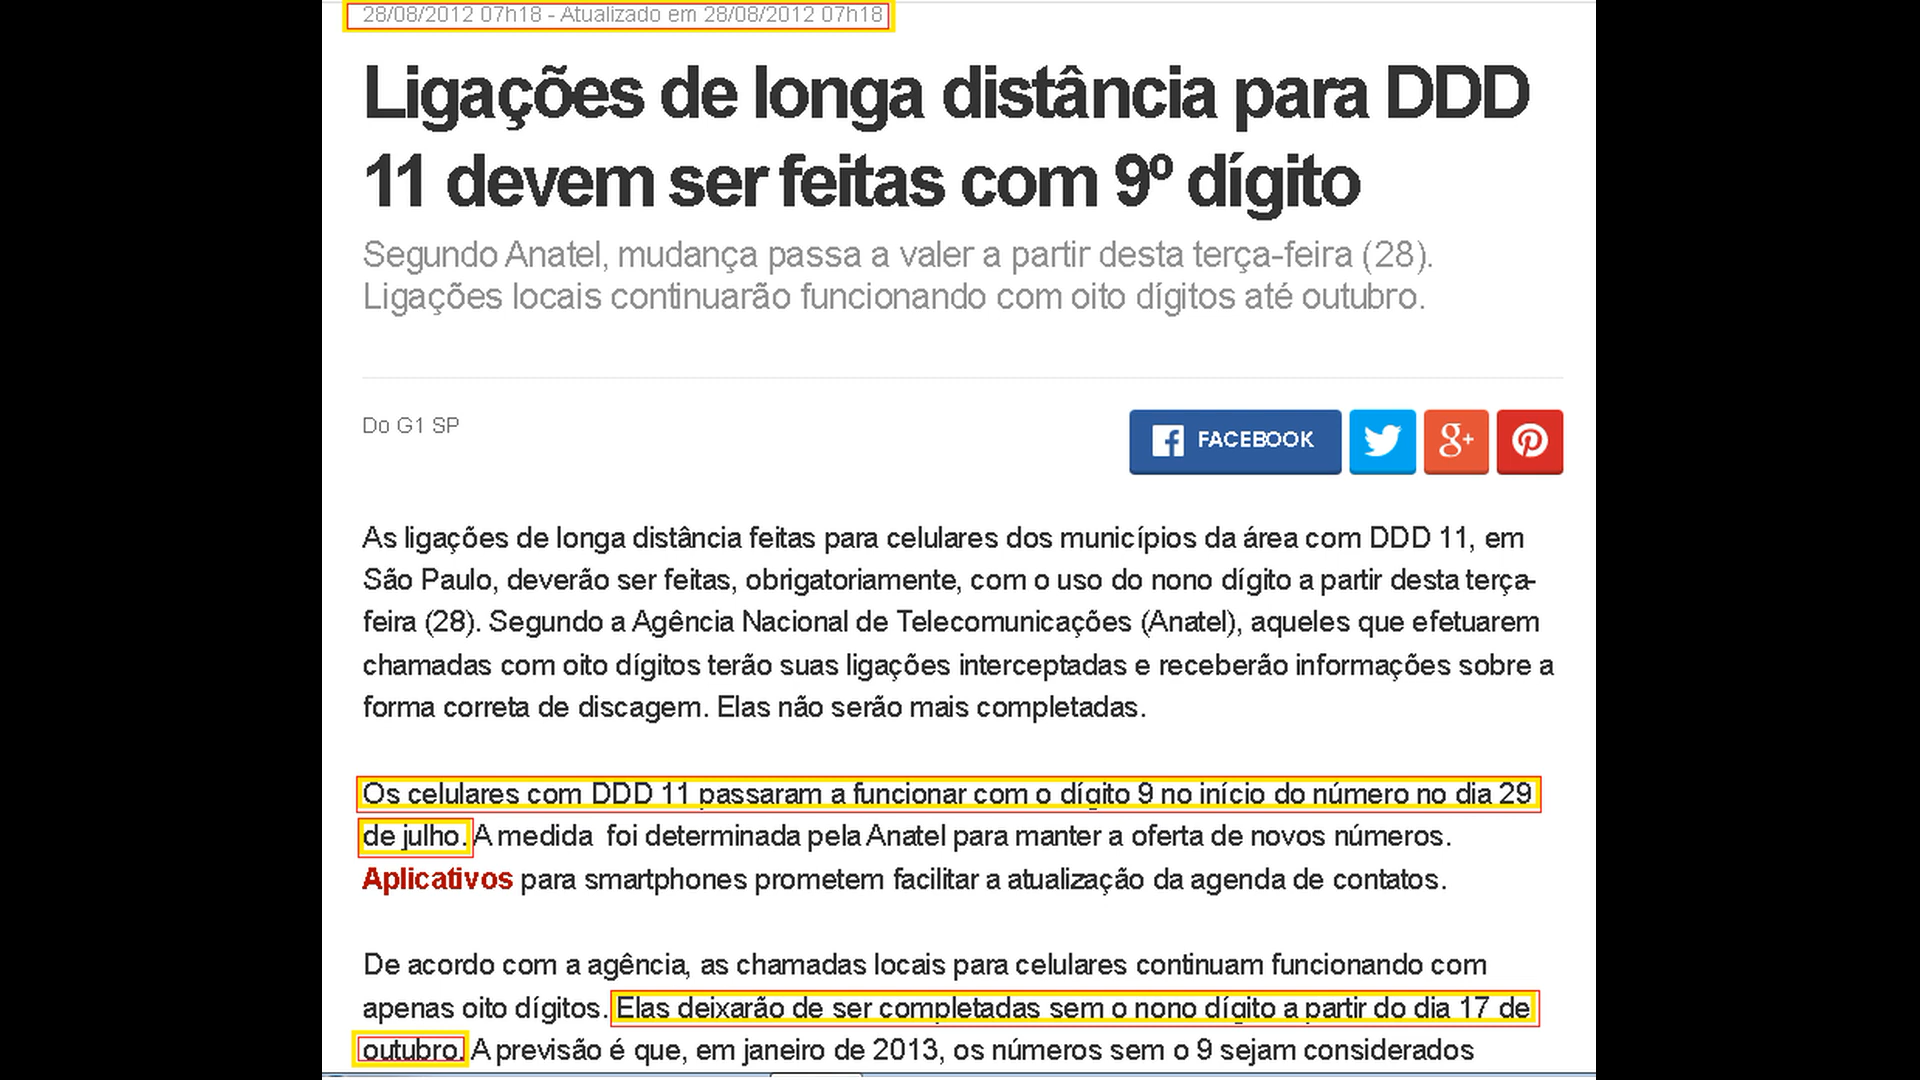 28/08/2012 07h18 - Atualizado em 28/08/2012 07h18
Ligações de longa distância para DDD
11 devem ser feitas com 9º dígito
Segundo Anatel, mudança passa a valer a partir desta terça-feira (28).
Ligações locais continuarão funcionando com oito dígitos até outubro.
Do G1 SP
FACEBOOK
g+
As ligações de longa distância feitas para celulares dos municípios da área com DDD 11, em
São Paulo, deverão ser feitas, obrigatoriamente, com o uso do nono dígito a partir desta terça-
feira (28). Segundo a Agência Nacional de Telecomunicações (Anatel), aqueles que efetuarem
chamadas com oito dígitos terão suas ligações interceptadas e receberão informações sobre a
forma correta de discagem. Elas não serão mais completadas.
Os celulares com DDD 11 passaram a funcionar com o dígito 9 no início do número no dia 29
de julho. A medida foi determinada pela Anatel para manter a oferta de novos números.
Aplicativos para smartphones prometem facilitar a atualização da agenda de contatos.
De acordo com a agência, as chamadas locais para celulares continuam funcionando com
apenas oito dígitos. Elas deixarão de ser completadas sem o nono dígito a partir do dia 17 de
outubro. A previsão é que, em janeiro de 2013, os números sem o 9 sejam considerados